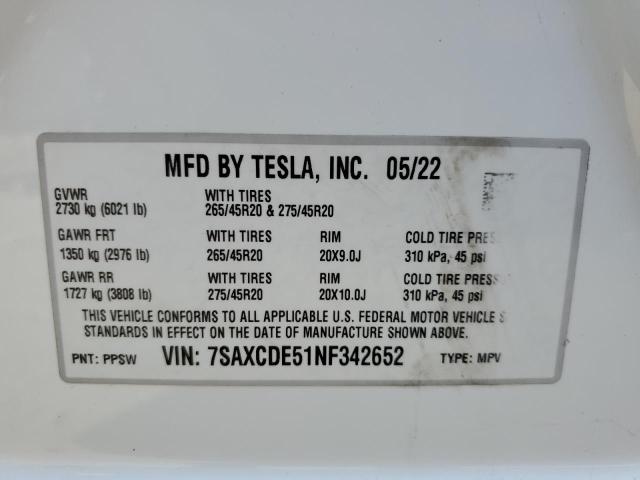 MFD BY TESLA, INC. 05/22
GVWR WITH TIRES
2730 kg (6021 lb) 265/45R20 & 275/45R20
GAWR FRT WITH TIRES RIM COLD TIRE PRES
1350 kg (2976 lb) 265/45R20 20X9.0J 310 kPa, 45 psi
GAWR RR WITH TIRES RIM COLD TIRE PRESS
1727 kg (3808 lb) 275/45R20 20X10.0J 310 kPa, 45 psi
THIS VEHICLE CONFORMS TO ALL APPLICABLE U.S. FEDERAL MOTOR VEHICLE S
STANDARDS IN EFFECT ON THE DATE OF MANUFACTURE SHOWN ABOVE.
PNT: PPSW VIN: 7SAXCDE51NF342652 TYPE: MPV